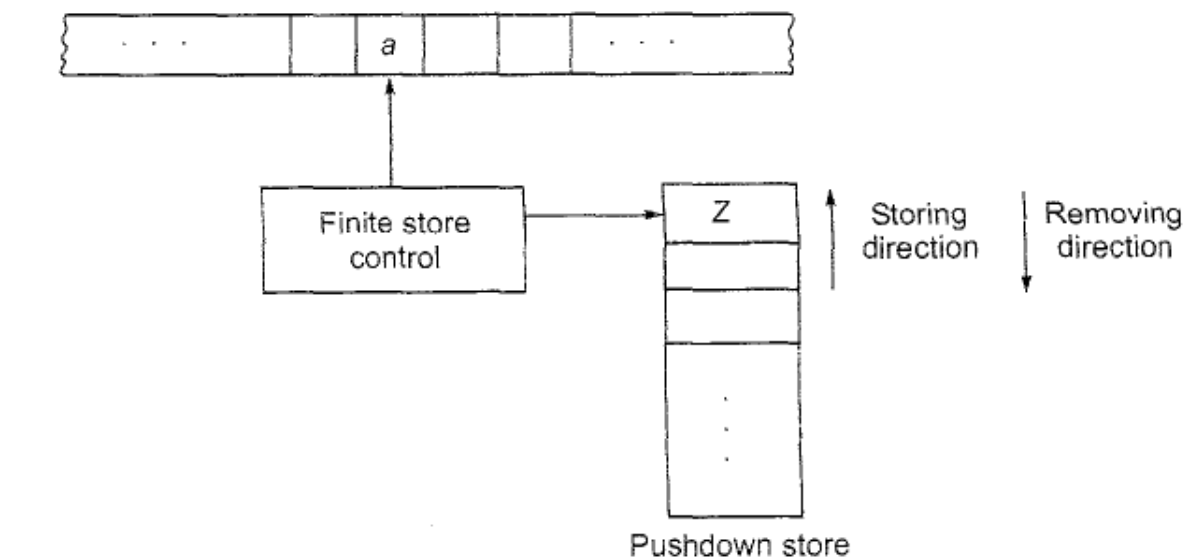 . . .
a
. . .
Finite store
control
Z
Storing
direction
Removing
direction
Pushdown store